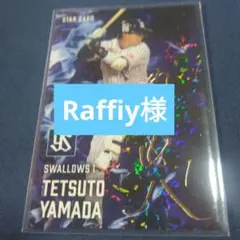 STAR CARD
Raffiy様
SWALLOWS 1
TETSUTO
YAMADA